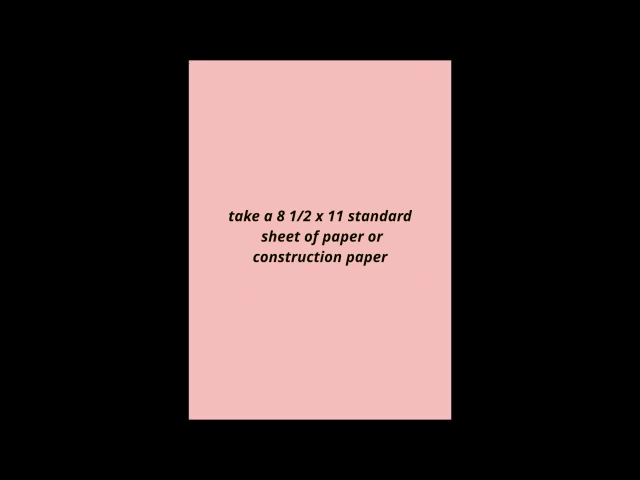 take a 8 1/2 x 11 standard
sheet of paper or
construction paper